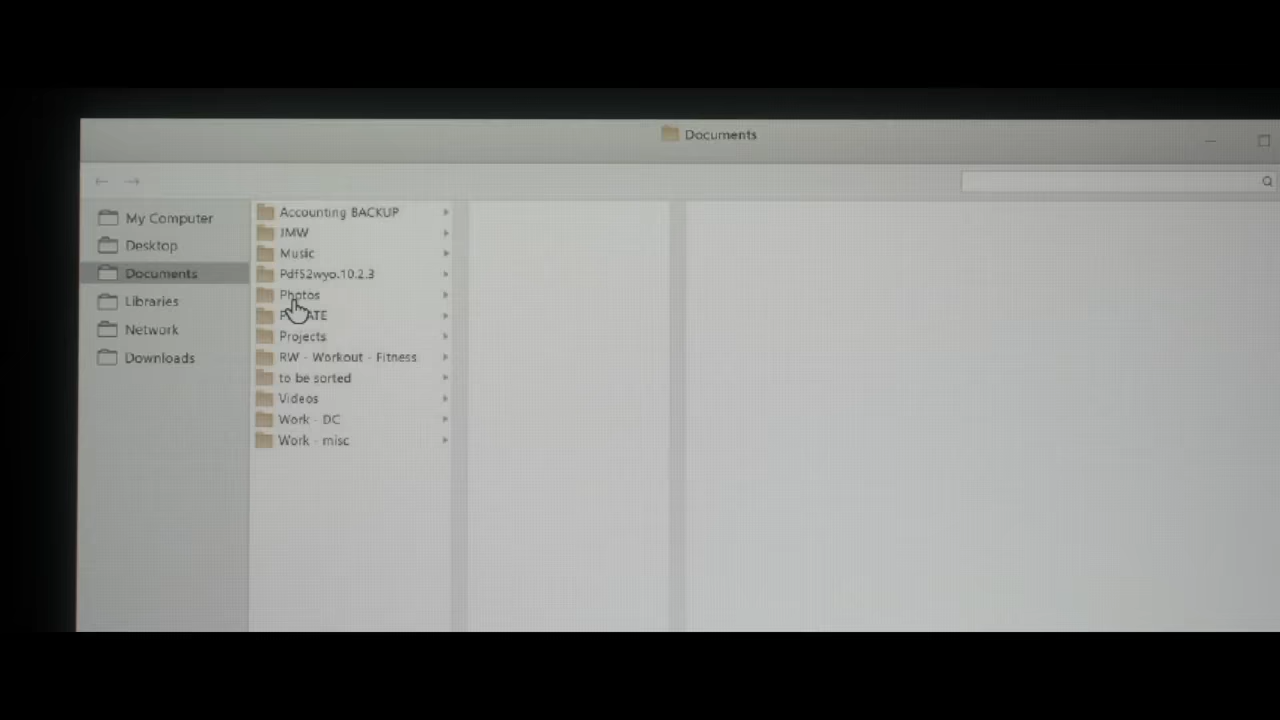 Documents
My Computer
Desktop
Documents
Libraries
Network
Downloads
Accounting BACKUP
JMW
Music
Pdf52wyo.10.2.3
Photos
Projects
RW - Workout - Fitness
to be sorted
Videos
Work - DC
Work - misc